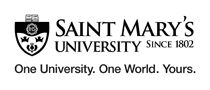 SAINT MARY'S
UNIVERSITY SINCE 1802
One University. One World. Yours.